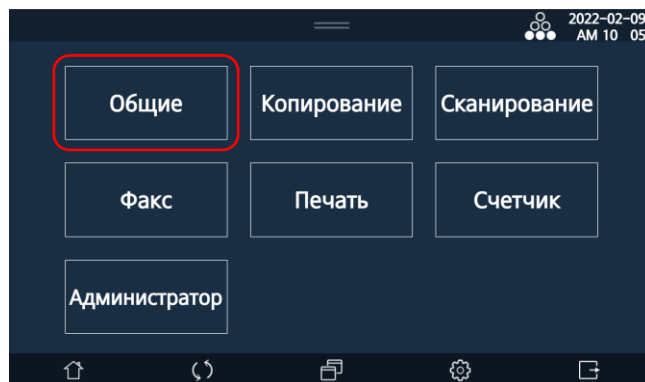 2022-02-09
AM 10 05
Общие
Копирование
Сканирование
Факс
Печать
Счетчик
Администратор